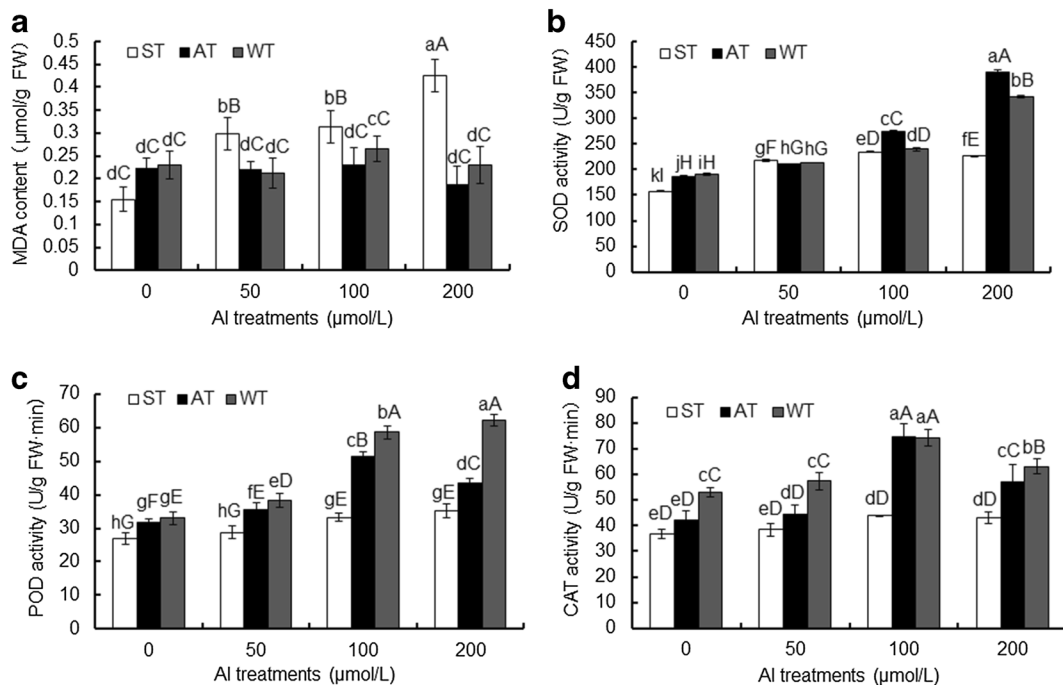 a
MDA content (μmol/g FW)
0.5
0.45
0.4
0.35
0.3
0.25
0.2
0.15
0.1
0.05
0
ST AT WT
dC dC dC
bB dC dC
bB dC cC
aA dC dC
0 50 100 200
Al treatments (μmol/L)
b
SOD activity (U/g FW)
450
400
350
300
250
200
150
100
50
0
ST AT WT
kI jH iH
gF hG hG
eD cC dD
fE aA bB
0 50 100 200
Al treatments (μmol/L)
c
POD activity (U/g FW·min)
70
60
50
40
30
20
10
0
ST AT WT
hG gF gE
hG fE eD
gE cB bA
gE dC aA
0 50 100 200
Al treatments (μmol/L)
d
CAT activity (U/g FW·min)
90
80
70
60
50
40
30
20
10
0
ST AT WT
eD eD cC
eD dD cC
dD aA aA
dD cC bB
0 50 100 200
Al treatments (μmol/L)